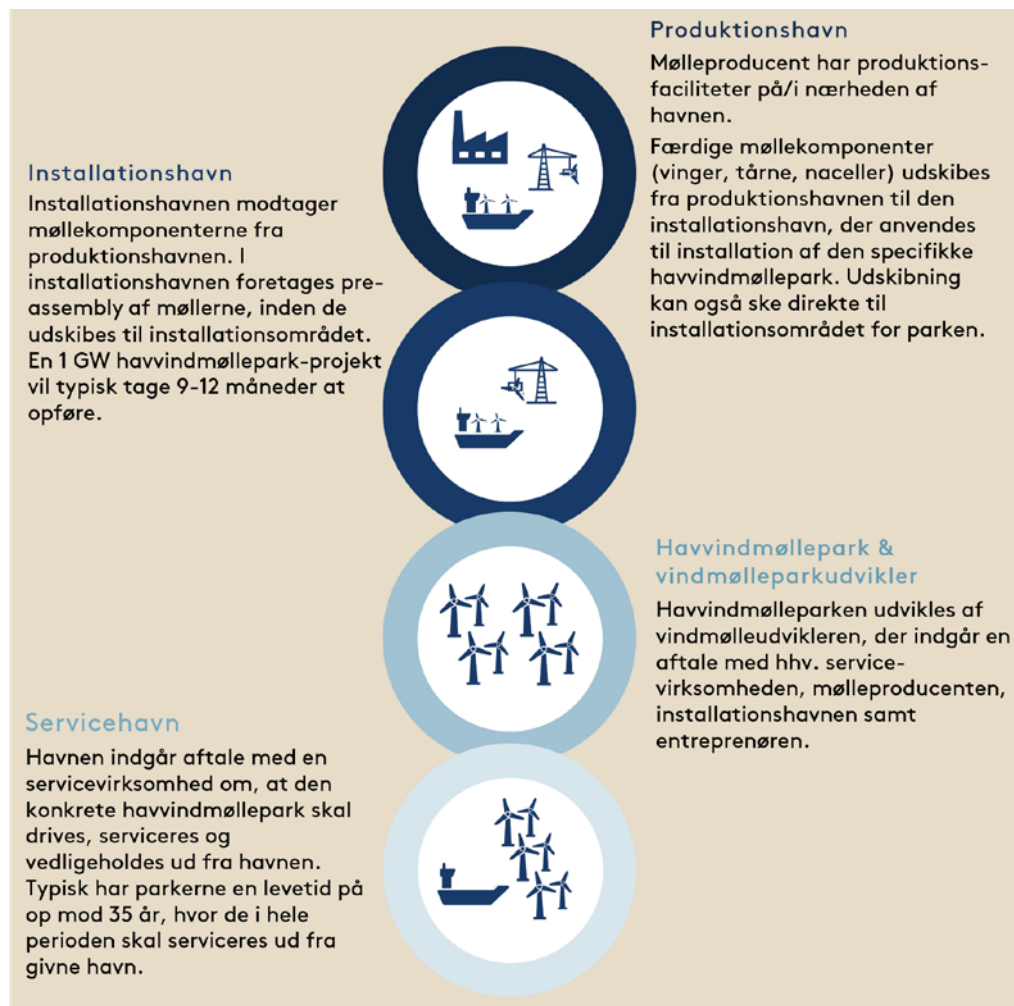 Produktionshavn
Mølleproducent har produktions-
faciliteter på/i nærheden af
havnen.
Færdige møllekomponenter
(vinger, tårne, naceller) udskibes
fra produktionshavnen til den
installationshavn, der anvendes
til installation af den specifikke
havvindmøllepark. Udskibning
kan også ske direkte til
installationsområdet for parken.
Installationshavn
Installationshavnen modtager
møllekomponenterne fra
produktionshavnen. I
installationshavnen foretages pre-
assembly af møllerne, inden de
udskibes til installationsområdet.
En 1 GW havvindmøllepark-projekt
vil typisk tage 9-12 måneder at
opføre.
Havvindmøllepark &
vindmølleparkudvikler
Havvindmølleparken udvikles af
vindmølleudvikleren, der indgår en
aftale med hhv. service-
virksomheden, mølleproducenten,
installationshavnen samt
entreprenøren.
Servicehavn
Havnen indgår aftale med en
servicevirksomhed om, at den
konkrete havvindmøllepark skal
drives, serviceres og
vedligeholdes ud fra havnen.
Typisk har parkerne en levetid på
op mod 35 år, hvor de i hele
perioden skal serviceres ud fra
givne havn.